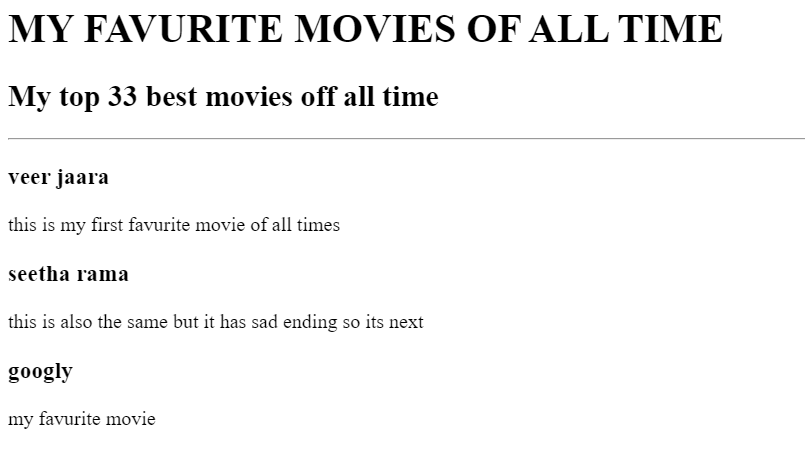 MY FAVURITE MOVIES OF ALL TIME
My top 33 best movies off all time
veer jaara
this is my first favurite movie of all times
seetha rama
this is also the same but it has sad ending so its next
googly
my favurite movie